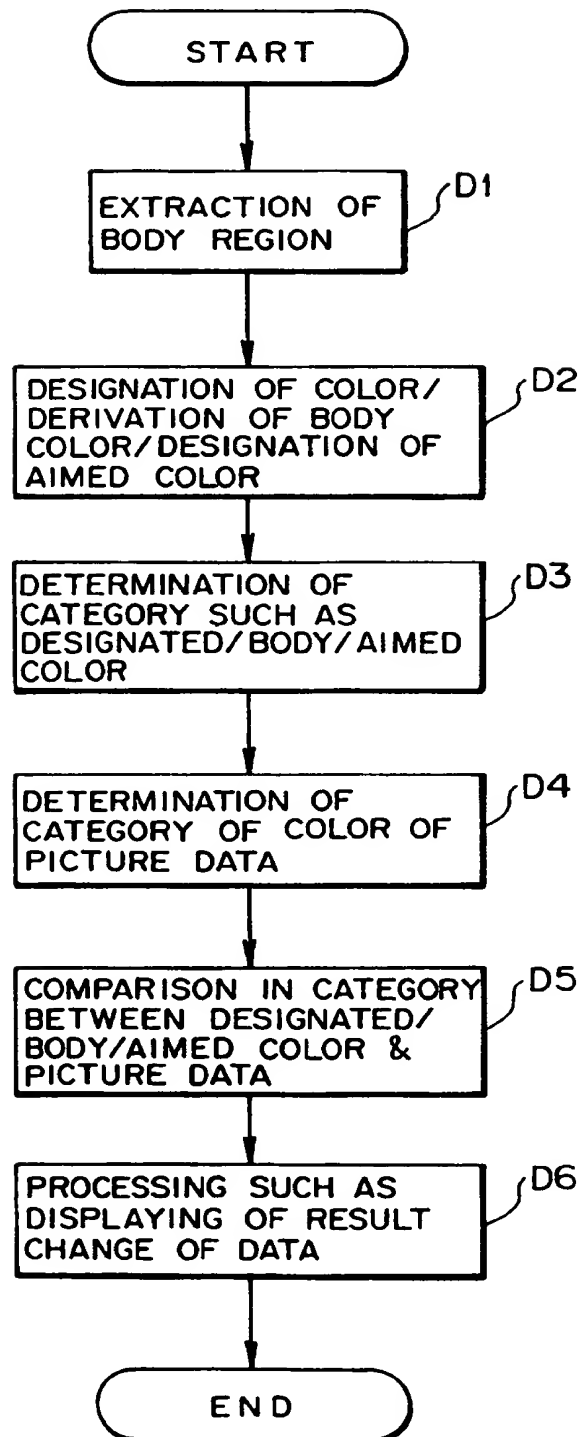 START
D1
EXTRACTION OF
BODY REGION
D2
DESIGNATION OF COLOR/
DERIVATION OF BODY
COLOR/DESIGNATION OF
AIMED COLOR
D3
DETERMINATION OF
CATEGORY SUCH AS
DESIGNATED/BODY/AIMED
COLOR
D4
DETERMINATION OF
CATEGORY OF COLOR OF
PICTURE DATA
D5
COMPARISON IN CATEGORY
BETWEEN DESIGNATED/
BODY/AIMED COLOR &
PICTURE DATA
D6
PROCESSING SUCH AS
DISPLAYING OF RESULT
CHANGE OF DATA
END